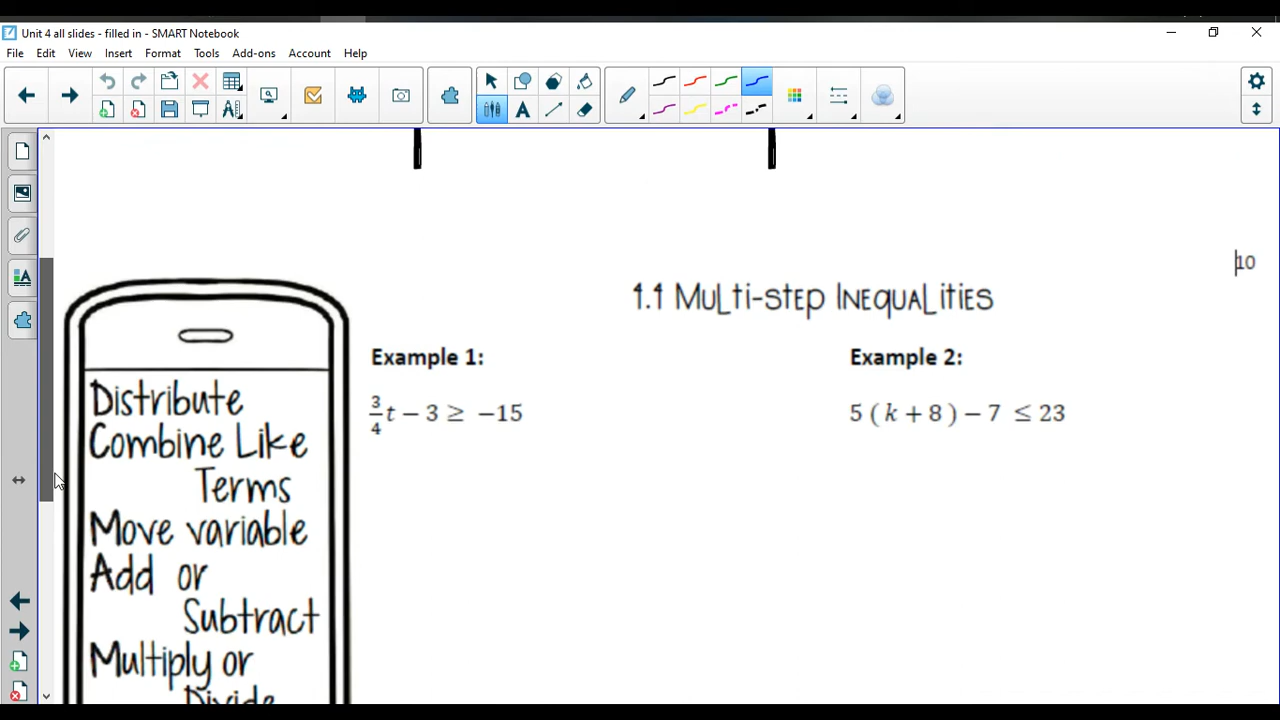 Unit 4 all slides - filled in - SMART Notebook
File Edit View Insert Format Tools Add-ons Account Help
10
1.1 Multi-step Inequalities
Example 1:
Example 2:
3/4 t − 3 ≥ −15
5 ( k + 8 ) − 7 ≤ 23
Distribute
Combine Like
Terms
Move variable
Add or
Subtract
Multiply or
Divide